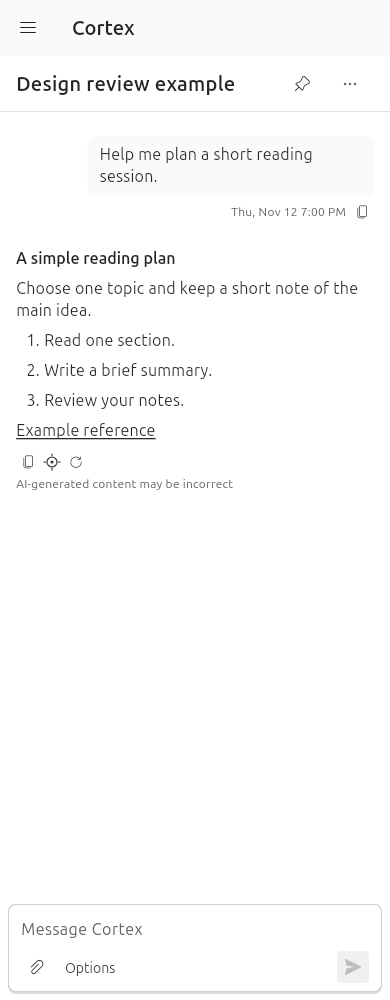 Cortex
Design review example
Help me plan a short reading
session.
Thu, Nov 12 7:00 PM
A simple reading plan
Choose one topic and keep a short note of the
main idea.
1. Read one section.
2. Write a brief summary.
3. Review your notes.
Example reference
AI-generated content may be incorrect
Message Cortex
Options